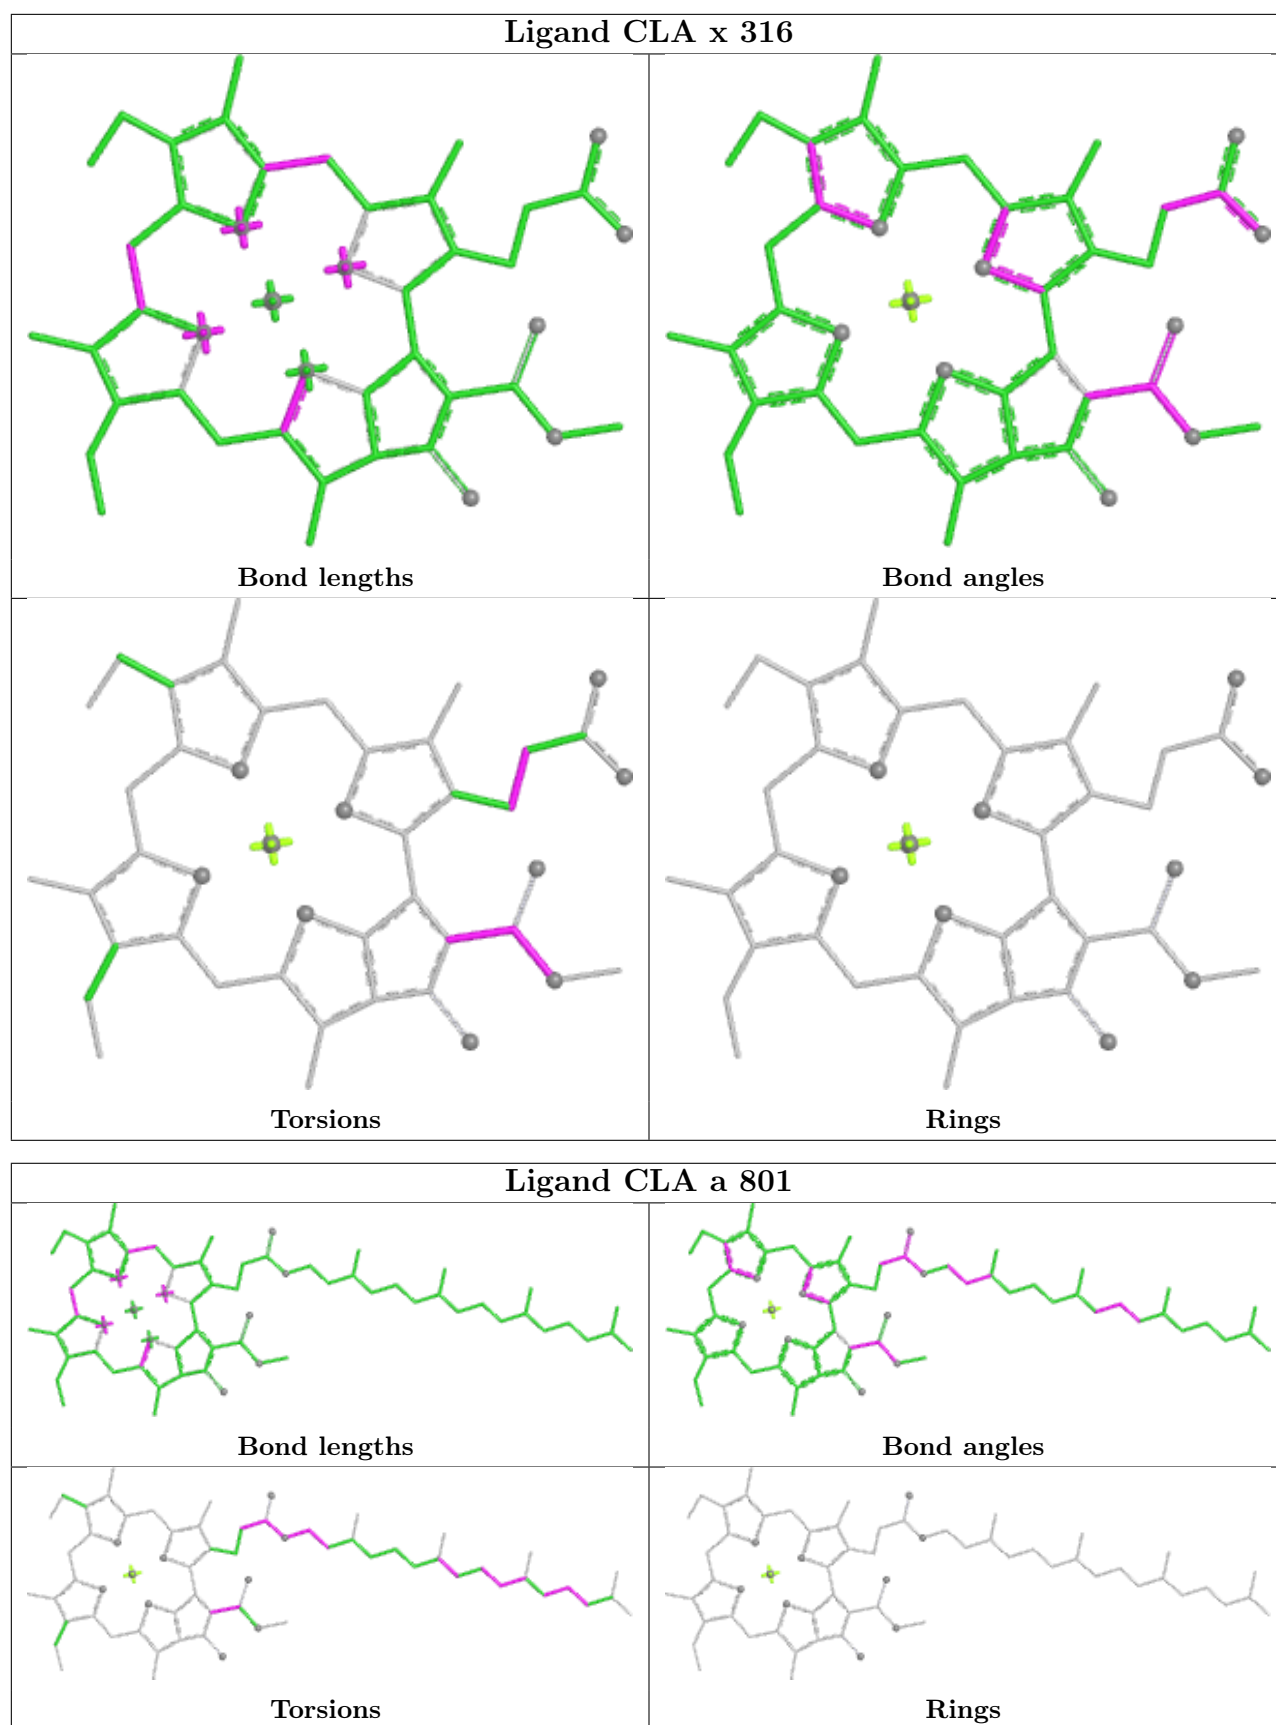 Ligand CLA x 316
Bond lengths
Bond angles
Torsions
Rings
Ligand CLA a 801
Bond lengths
Bond angles
Torsions
Rings